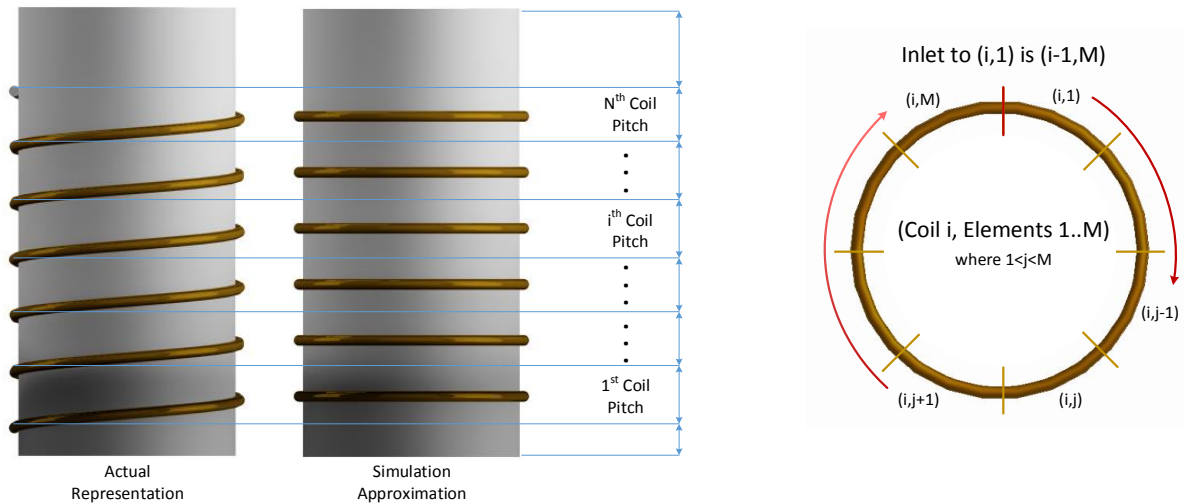 Nth Coil
Pitch
ith Coil
Pitch
1st Coil
Pitch
Actual
Representation
Simulation
Approximation
Inlet to (i,1) is (i-1,M)
(i,M)
(i,1)
(Coil i, Elements 1..M)
where 1<j<M
(i,j-1)
(i,j+1)
(i,j)